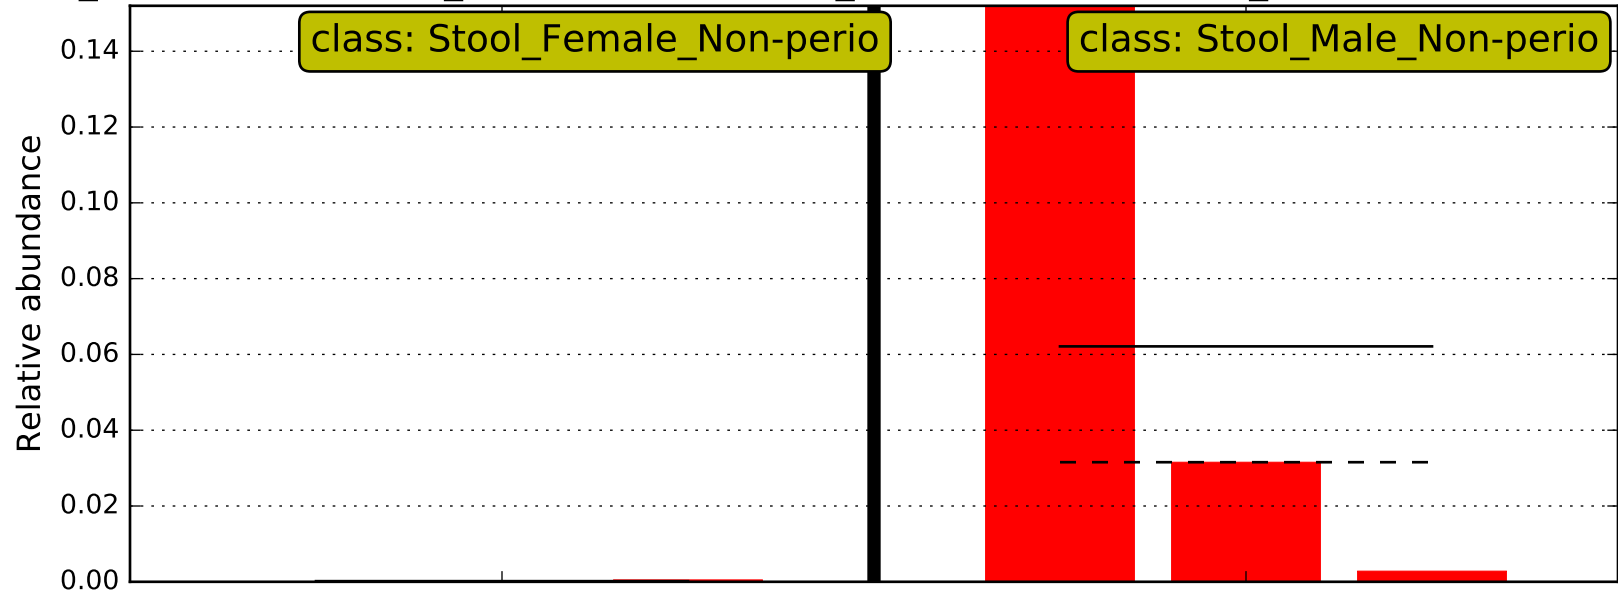 class: Stool_Female_Non-perio
class: Stool_Male_Non-perio
Relative abundance
0.14
0.12
0.10
0.08
0.06
0.04
0.02
0.00